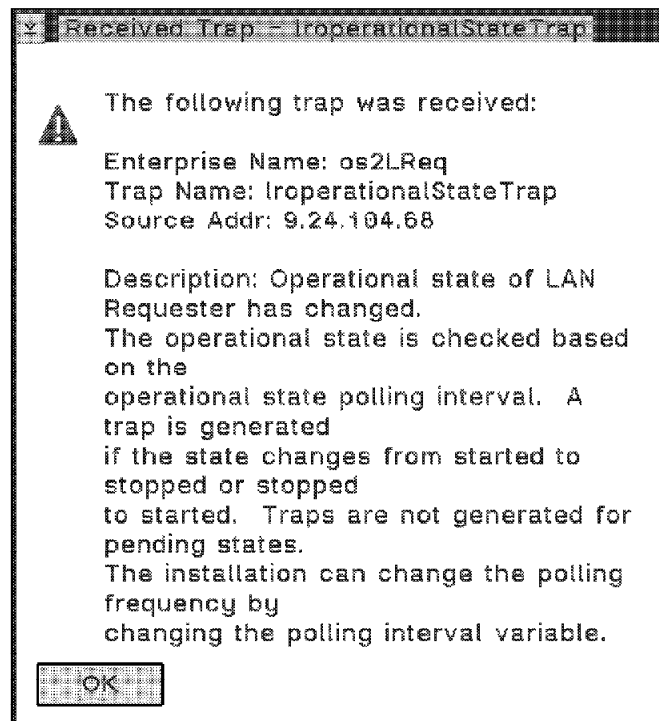 Received Trap - lroperationalStateTrap
The following trap was received:
Enterprise Name: os2LReq
Trap Name: lroperationalStateTrap
Source Addr: 9.24.104.68
Description: Operational state of LAN
Requester has changed.
The operational state is checked based
on the
operational state polling interval.  A
trap is generated
if the state changes from started to
stopped or stopped
to started.  Traps are not generated for
pending states.
The installation can change the polling
frequency by
changing the polling interval variable.
OK